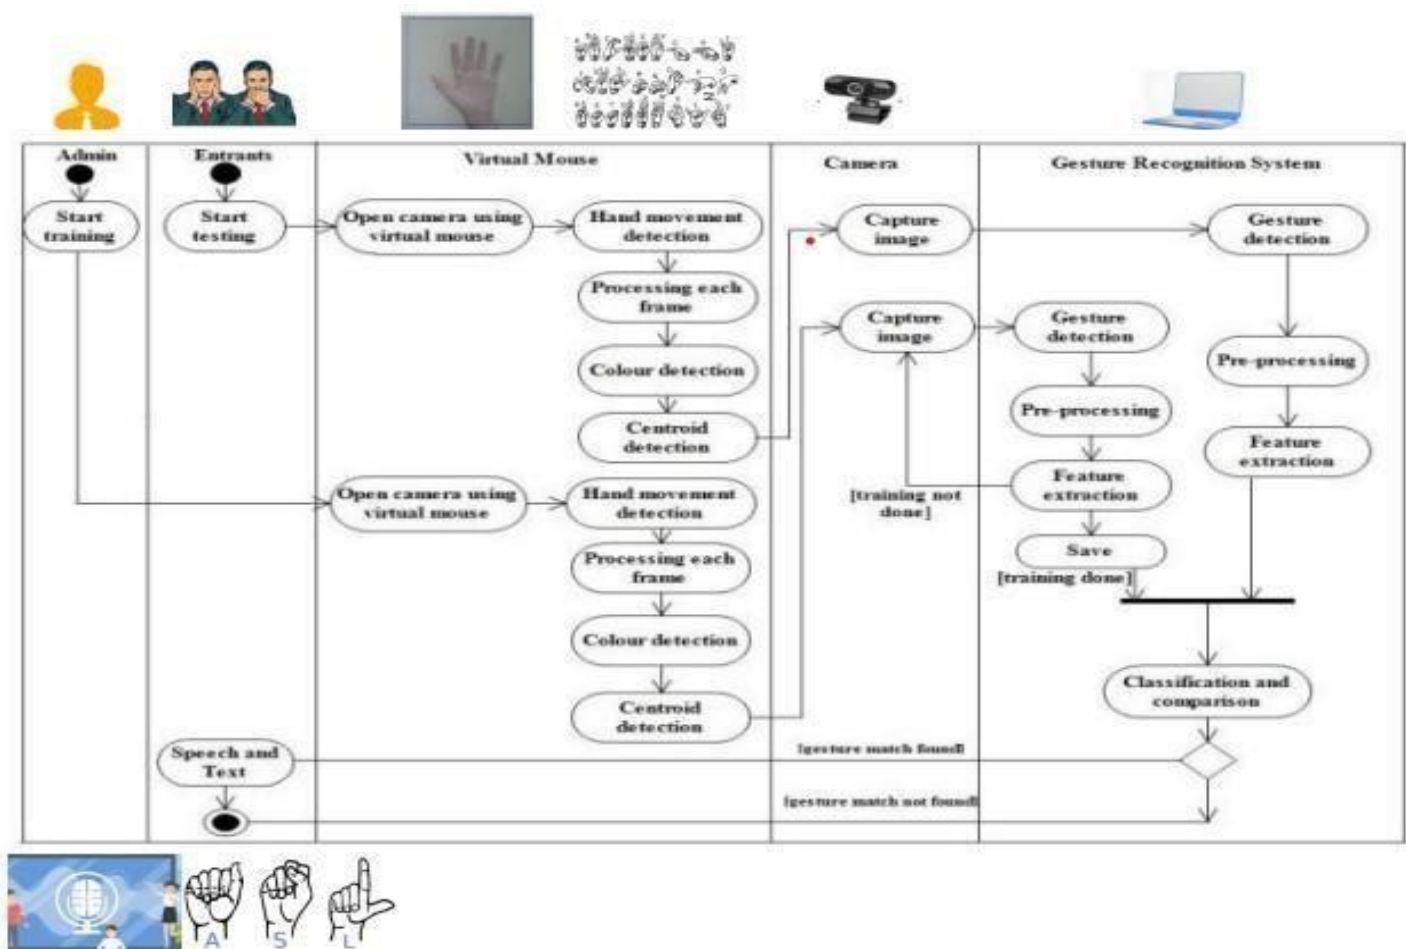 Admin
Entrants
Virtual Mouse
Camera
Gesture Recognition System
Start
training
Start
testing
Open camera using
virtual mouse
Hand movement
detection
Capture
image
Gesture
detection
Processing each
frame
Capture
image
Gesture
detection
Pre-processing
Colour detection
Pre-processing
Centroid
detection
Feature
extraction
Open camera using
virtual mouse
Hand movement
detection
[training not
done]
Feature
extraction
Save
[training done]
Processing each
frame
Colour detection
Classification and
comparison
Centroid
detection
Speech and
Text
[gesture match found]
[gesture match not found]
A S L